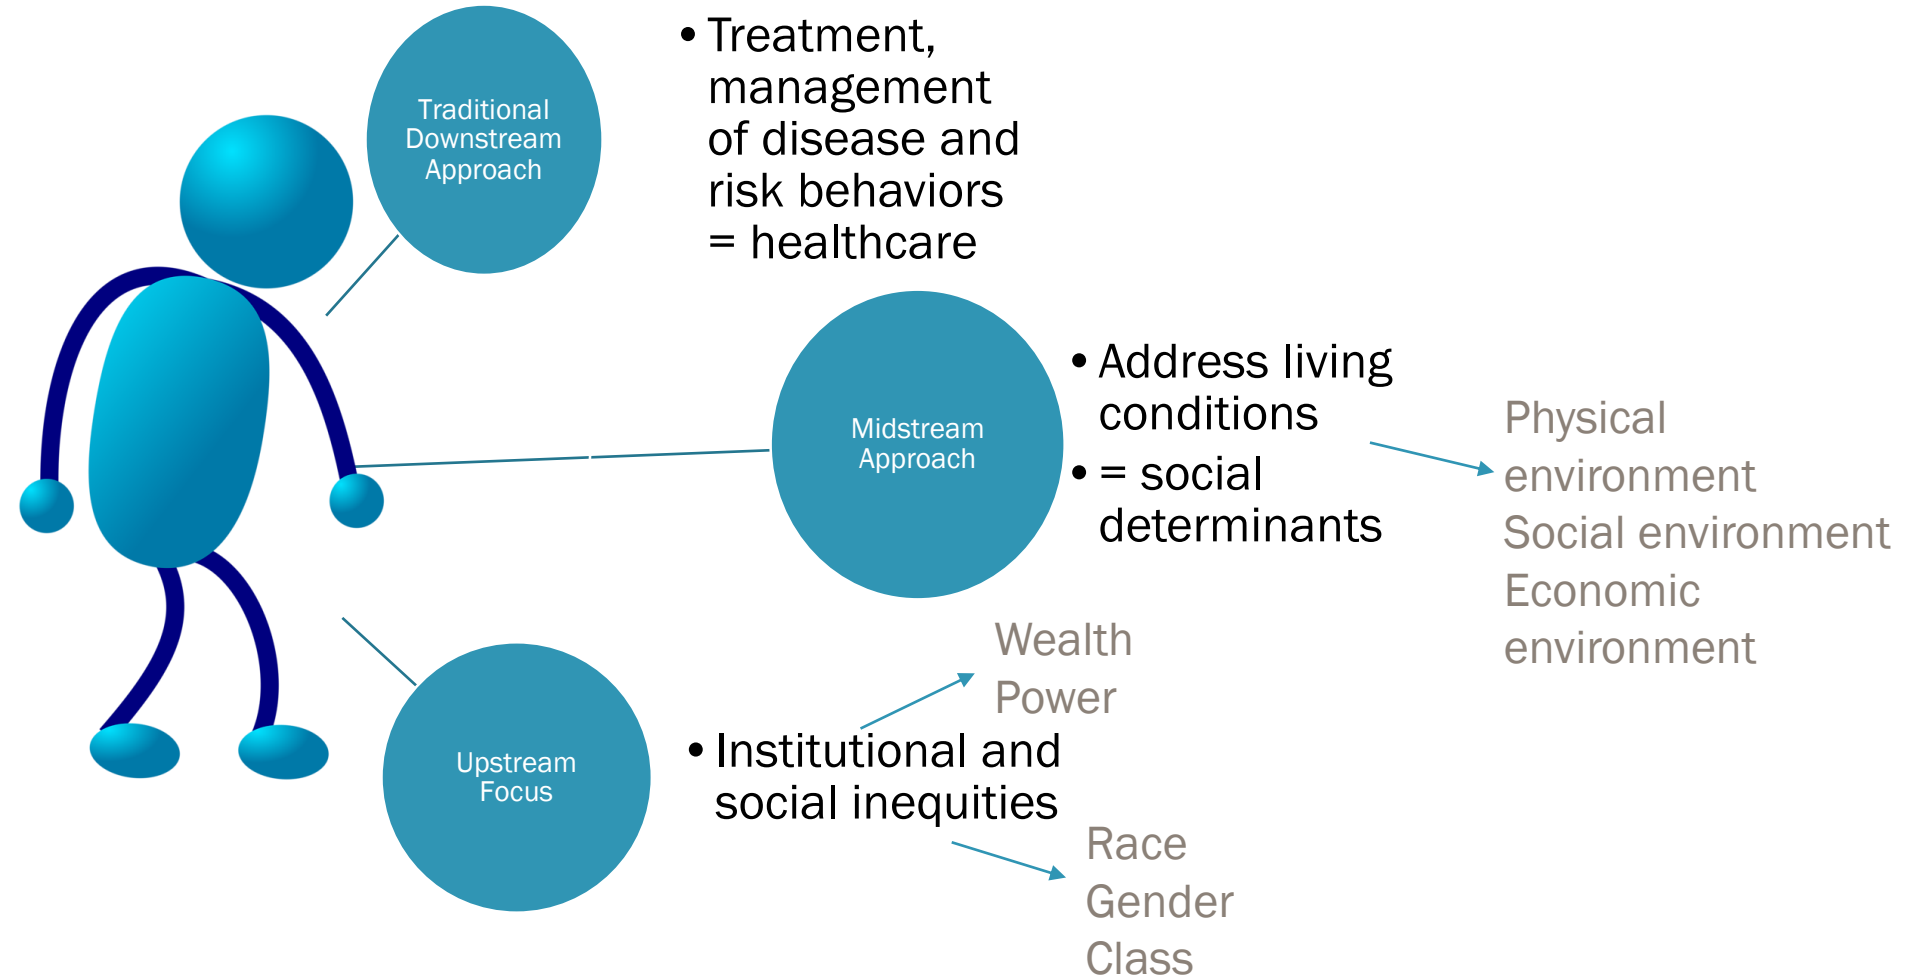 Traditional
Downstream
Approach
• Treatment,
management
of disease and
risk behaviors
= healthcare
Midstream
Approach
• Address living
conditions
• = social
determinants
Physical
environment
Social environment
Economic
environment
Upstream
Focus
Wealth
Power
• Institutional and
social inequities
Race
Gender
Class